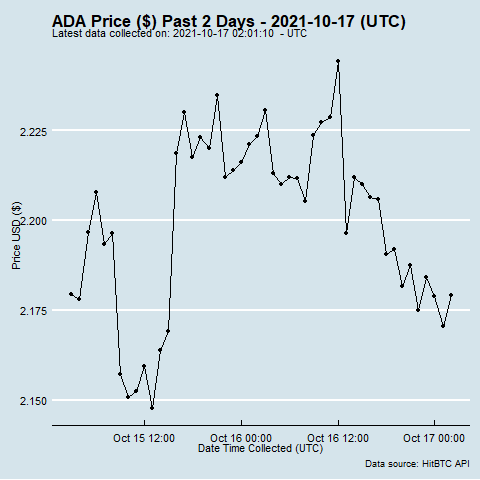 ADA Price ($) Past 2 Days - 2021-10-17 (UTC)
Latest data collected on: 2021-10-17 02:01:10  - UTC
Price USD ($)
2.225
2.200
2.175
2.150
Oct 15 12:00
Oct 16 00:00
Oct 16 12:00
Oct 17 00:00
Date Time Collected (UTC)
Data source: HitBTC API